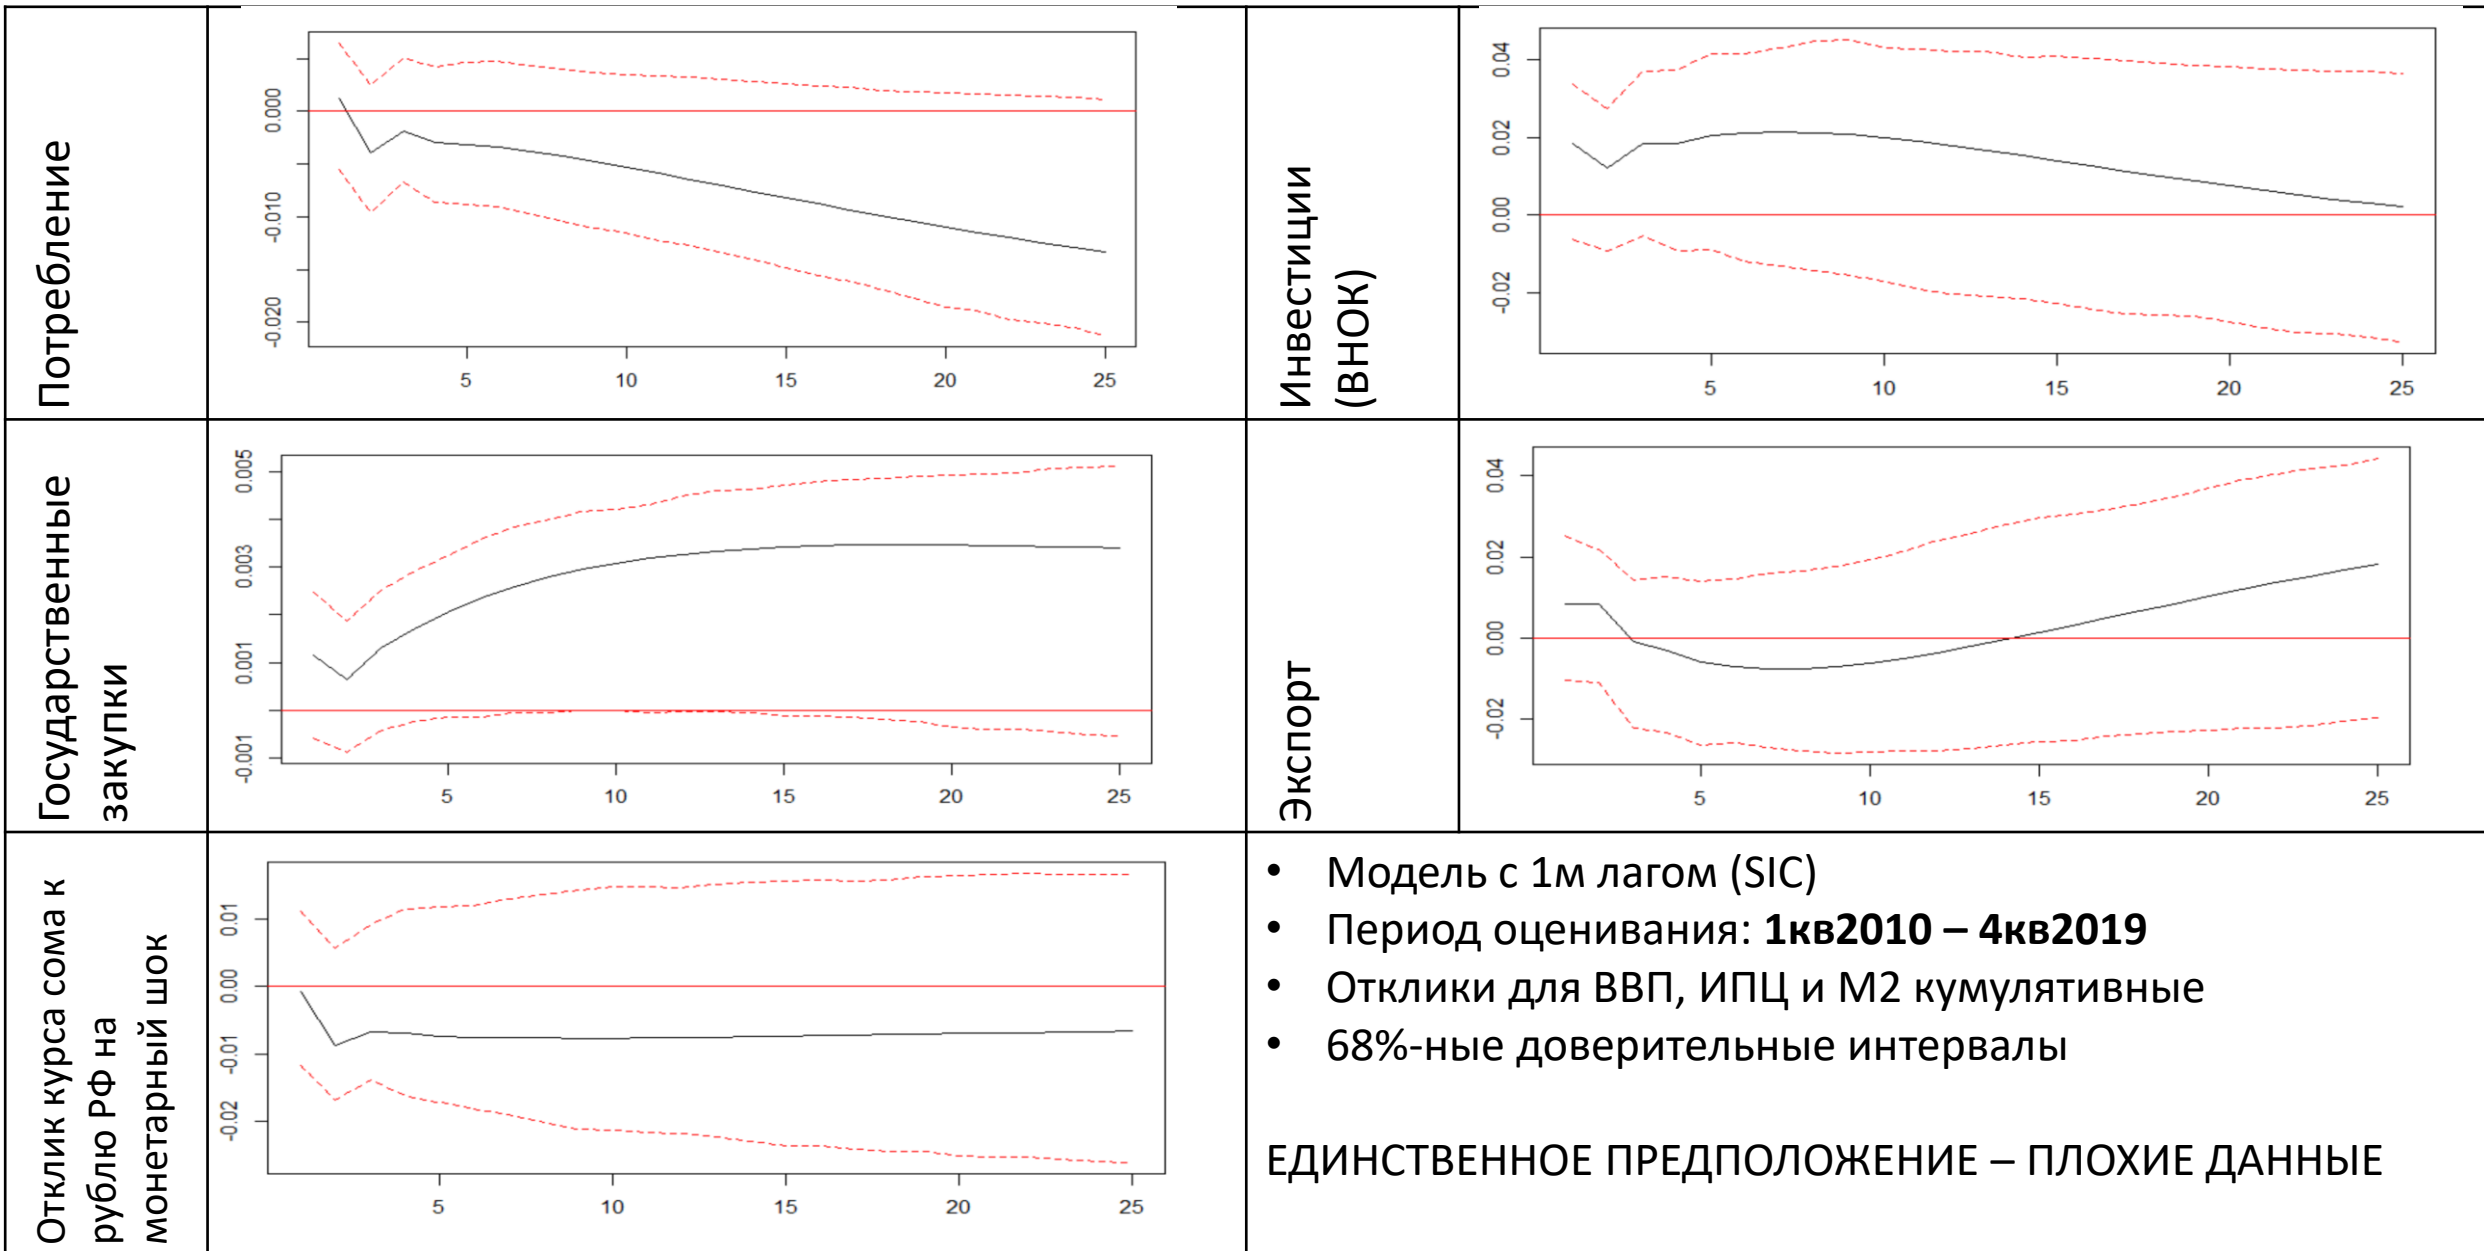 Потребление
0.000
-0.010
-0.020
5 10 15 20 25
Инвестиции
(ВНОК)
0.04
0.02
0.00
-0.02
5 10 15 20 25
Государственные
закупки
0.005
0.003
0.001
-0.001
5 10 15 20 25
Экспорт
0.04
0.02
0.00
-0.02
5 10 15 20 25
Отклик курса сома к
рублю РФ на
монетарный шок
0.01
0.00
-0.01
-0.02
5 10 15 20 25
• Модель с 1м лагом (SIC)
• Период оценивания: 1кв2010 – 4кв2019
• Отклики для ВВП, ИПЦ и М2 кумулятивные
• 68%-ные доверительные интервалы
ЕДИНСТВЕННОЕ ПРЕДПОЛОЖЕНИЕ – ПЛОХИЕ ДАННЫЕ